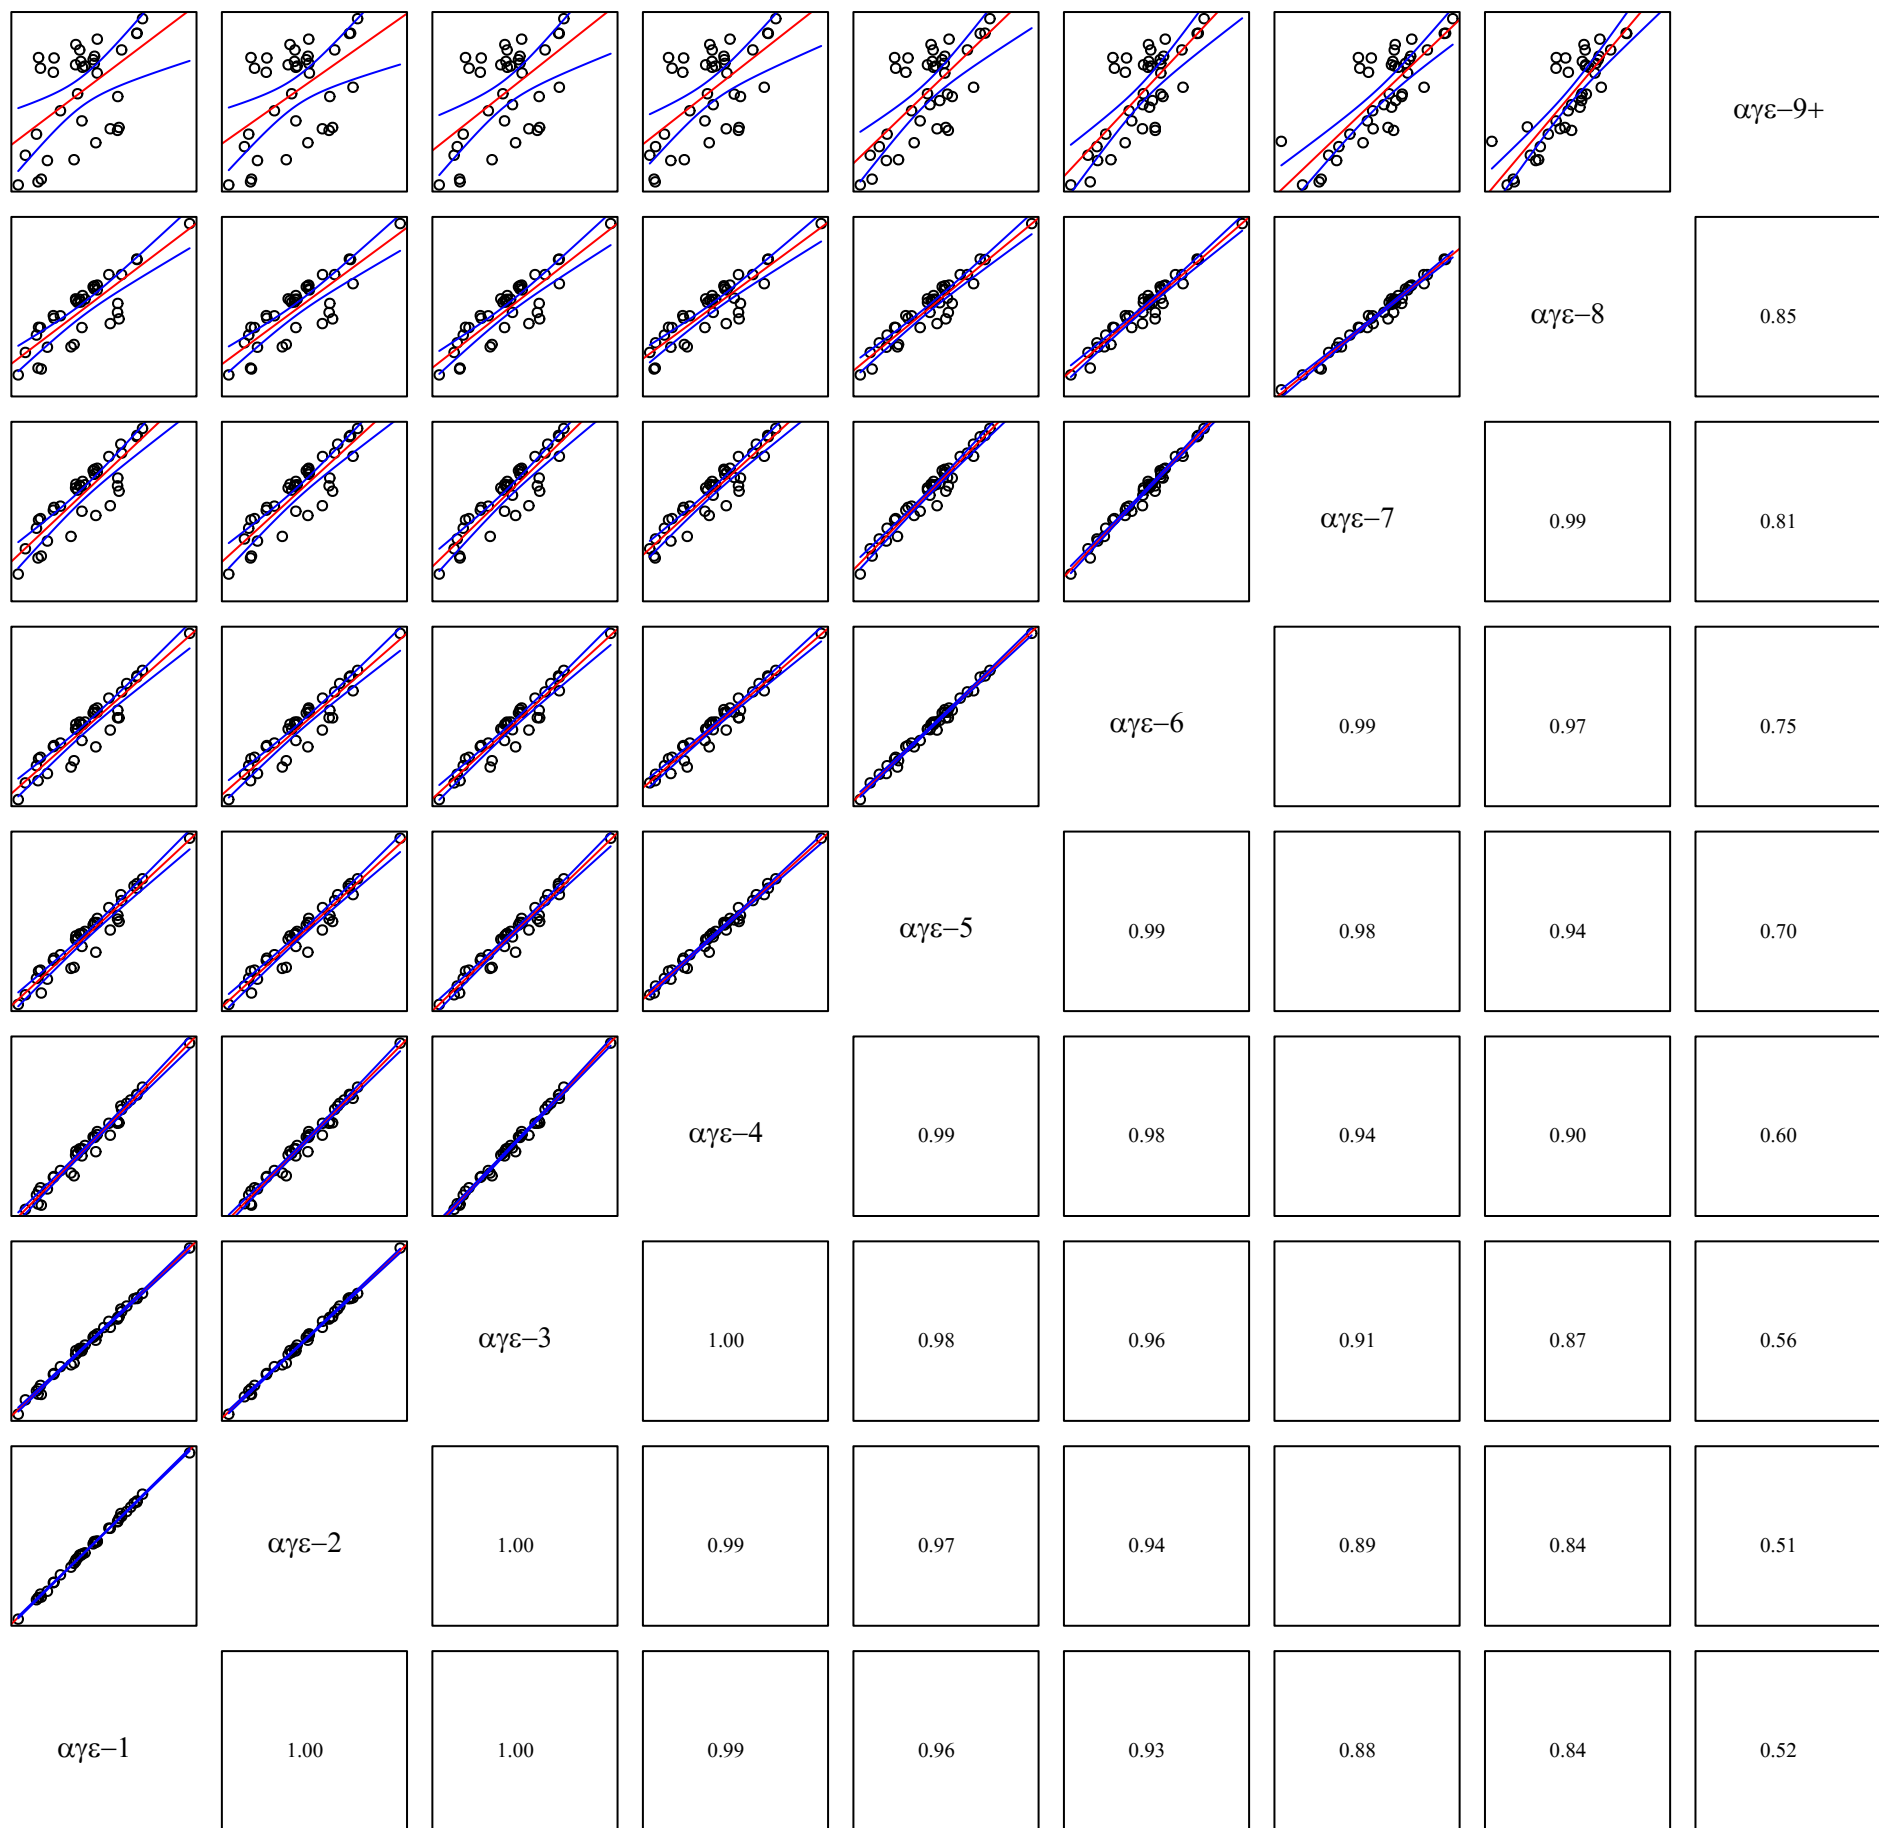 αγε−9+
αγε−8 0.85
αγε−7 0.99 0.81
αγε−6 0.99 0.97 0.75
αγε−5 0.99 0.98 0.94 0.70
αγε−4 0.99 0.98 0.94 0.90 0.60
αγε−3 1.00 0.98 0.96 0.91 0.87 0.56
αγε−2 1.00 0.99 0.97 0.94 0.89 0.84 0.51
αγε−1 1.00 1.00 0.99 0.96 0.93 0.88 0.84 0.52